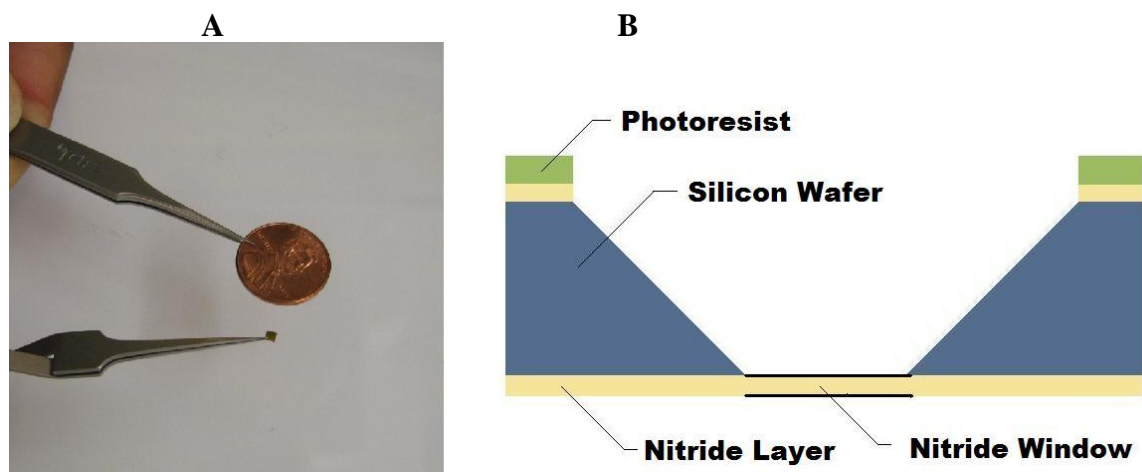 A
B
Photoresist
Silicon Wafer
Nitride Layer
Nitride Window